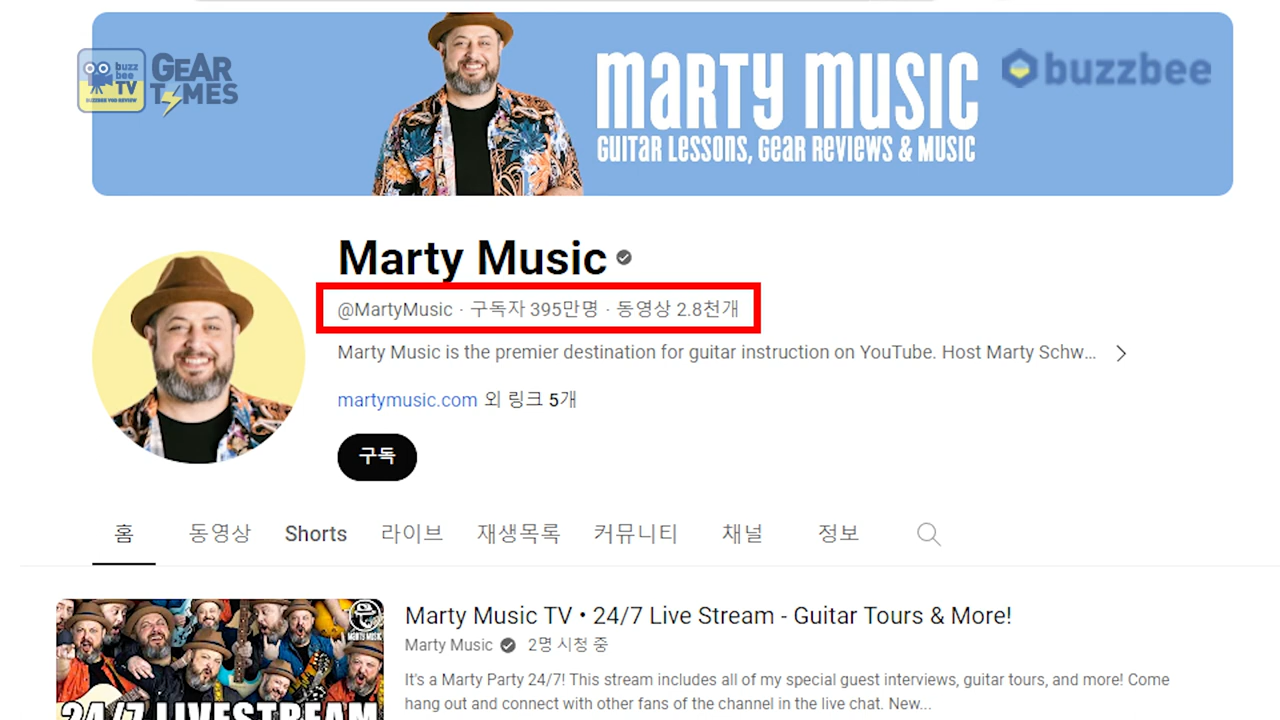 buzz
bee
TV
BUZZBEE YOU REVIEW
GEAR
TIMES
MARTY MUSIC
GUITAR LESSONS, GEAR REVIEWS & MUSIC
buzzbee
Marty Music
@MartyMusic · 구독자 395만명 · 동영상 2.8천개
Marty Music is the premier destination for guitar instruction on YouTube. Host Marty Schw...
martymusic.com 외 링크 5개
구독
홈 동영상 Shorts 라이브 재생목록 커뮤니티 채널 정보
Marty Music TV • 24/7 Live Stream - Guitar Tours & More!
Marty Music 2명 시청 중
It's a Marty Party 24/7! This stream includes all of my special guest interviews, guitar tours, and more! Come
hang out and connect with other fans of the channel in the live chat. New...
MARTY MUSIC
24/7 LIVESTREAM